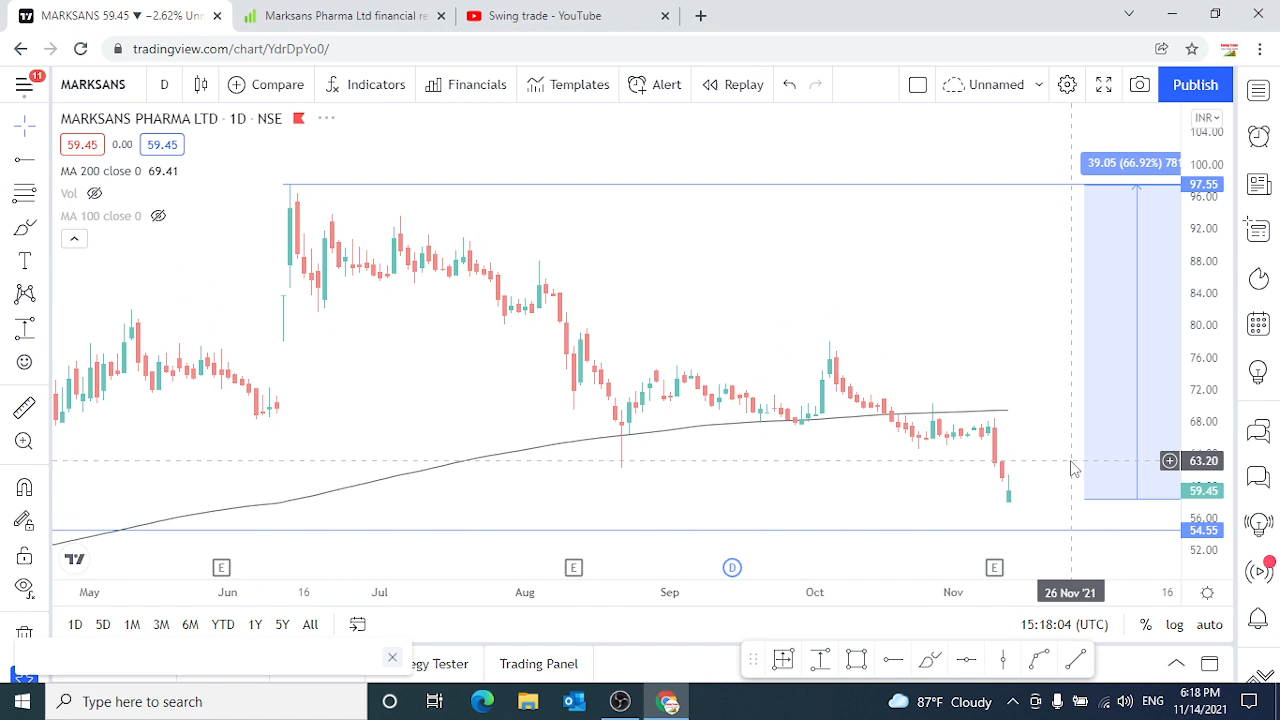 MARKSANS 59.45 ▼ −2.62% Unn
Marksans Pharma Ltd financial re
Swing trade - YouTube
tradingview.com/chart/YdrDpYo0/
11
MARKSANS
D
Compare
Indicators
Financials
Templates
Alert
Replay
Unnamed
Publish
MARKSANS PHARMA LTD · 1D · NSE
INR
59.45 0.00 59.45
MA 200 close 0 69.41
Vol
MA 100 close 0
39.05 (66.92%) 781
104.00
100.00
97.55
96.00
92.00
88.00
84.00
80.00
76.00
72.00
68.00
63.20
59.45
56.00
54.55
52.00
E
E
D
E
May
Jun
16
Jul
Aug
Sep
Oct
Nov
26 Nov '21
16
1D 5D 1M 3M 6M YTD 1Y 5Y All
15:18:04 (UTC)
% log auto
egy Tester
Trading Panel
Type here to search
87°F Cloudy
ENG
6:18 PM
11/14/2021